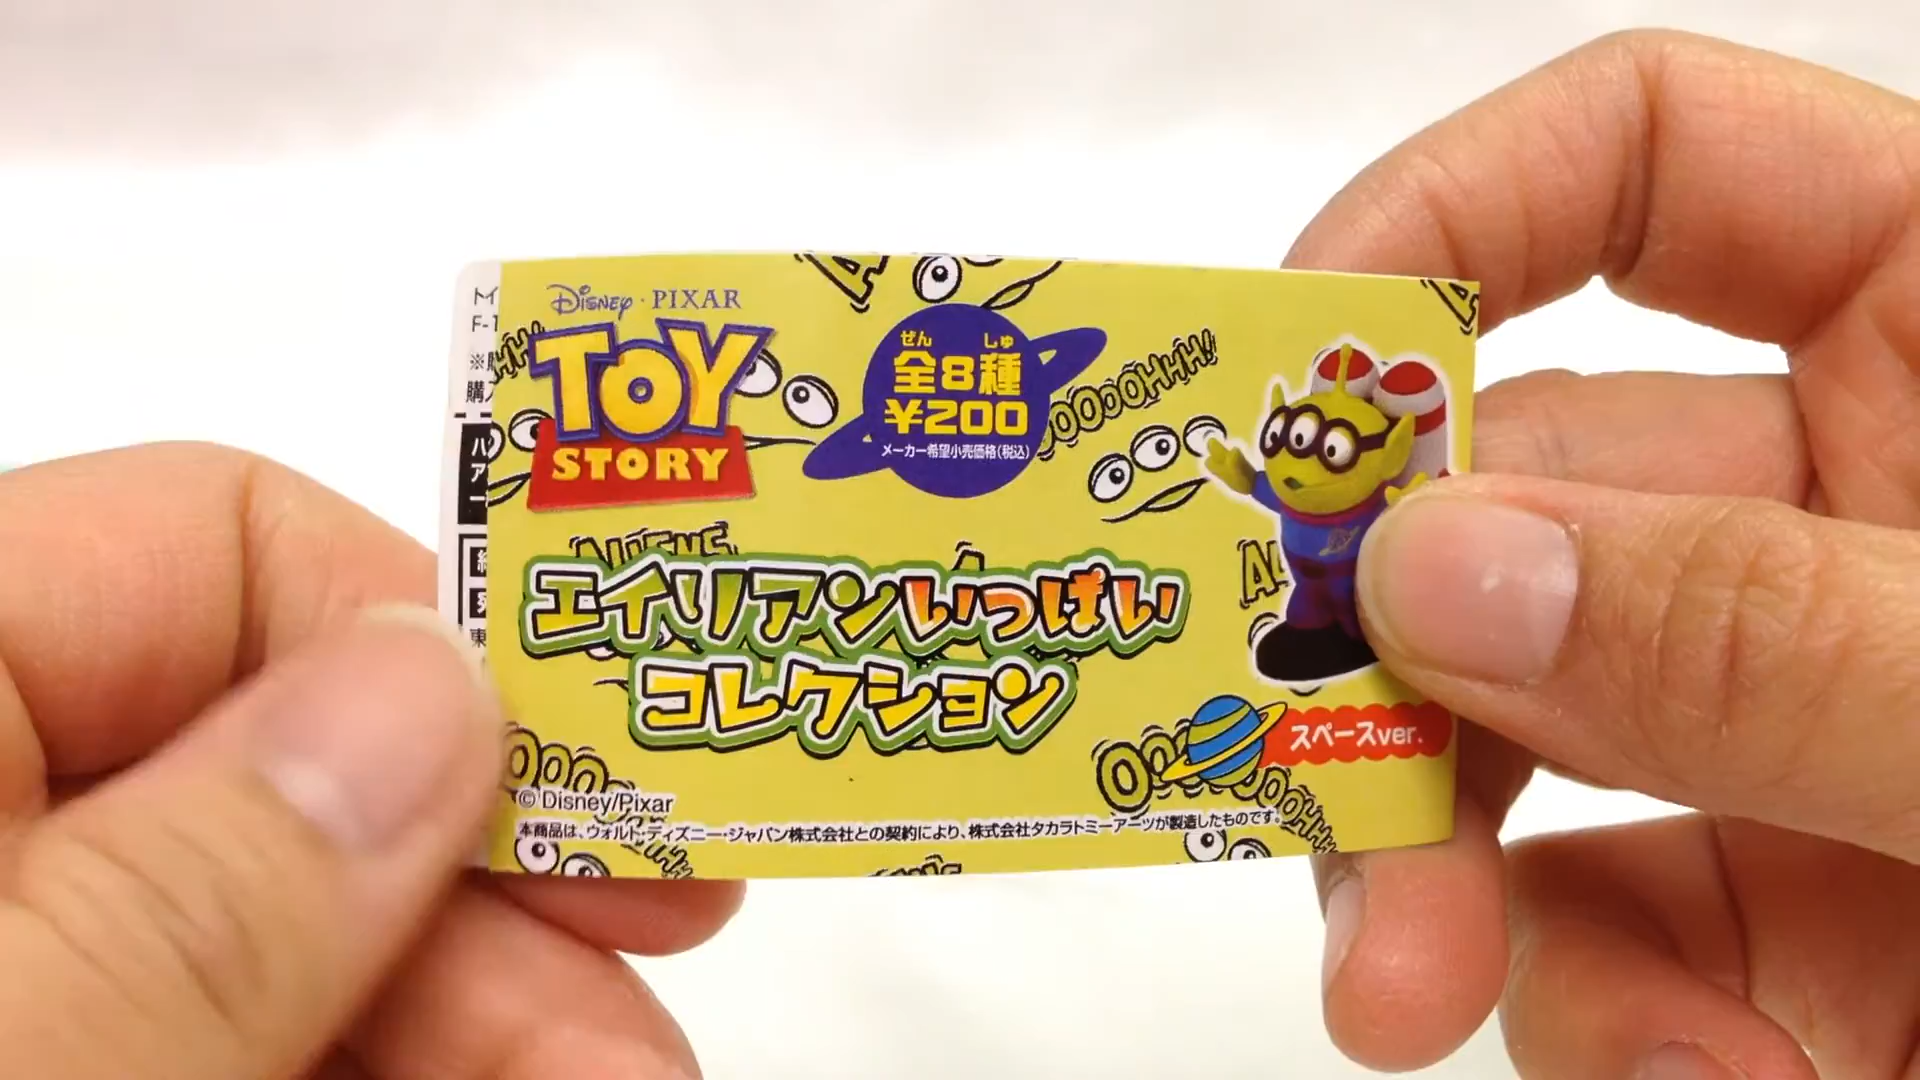 Disney・PIXAR
TOY
STORY
ぜん しゅ
全8種
¥200
メーカー希望小売価格(税込)
OOOOOHHH!
ALIENS
エイリアンいっぱい
コレクション
スペースver.
© Disney/Pixar
本商品は、ウォルト・ディズニー・ジャパン株式会社との契約により、株式会社タカラトミーアーツが製造したものです。